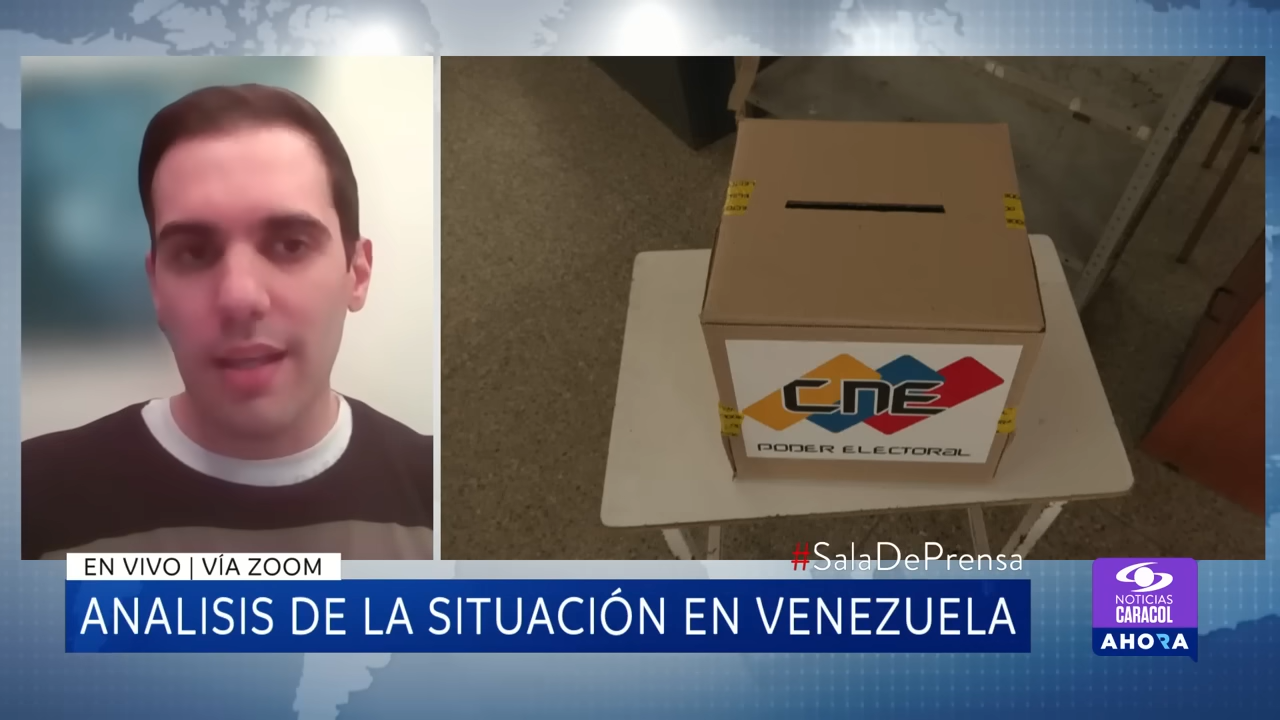 CNE
PODER ELECTORAL
#SalaDePrensa
EN VIVO | VÍA ZOOM
ANALISIS DE LA SITUACIÓN EN VENEZUELA
NOTICIAS
CARACOL
AHORA